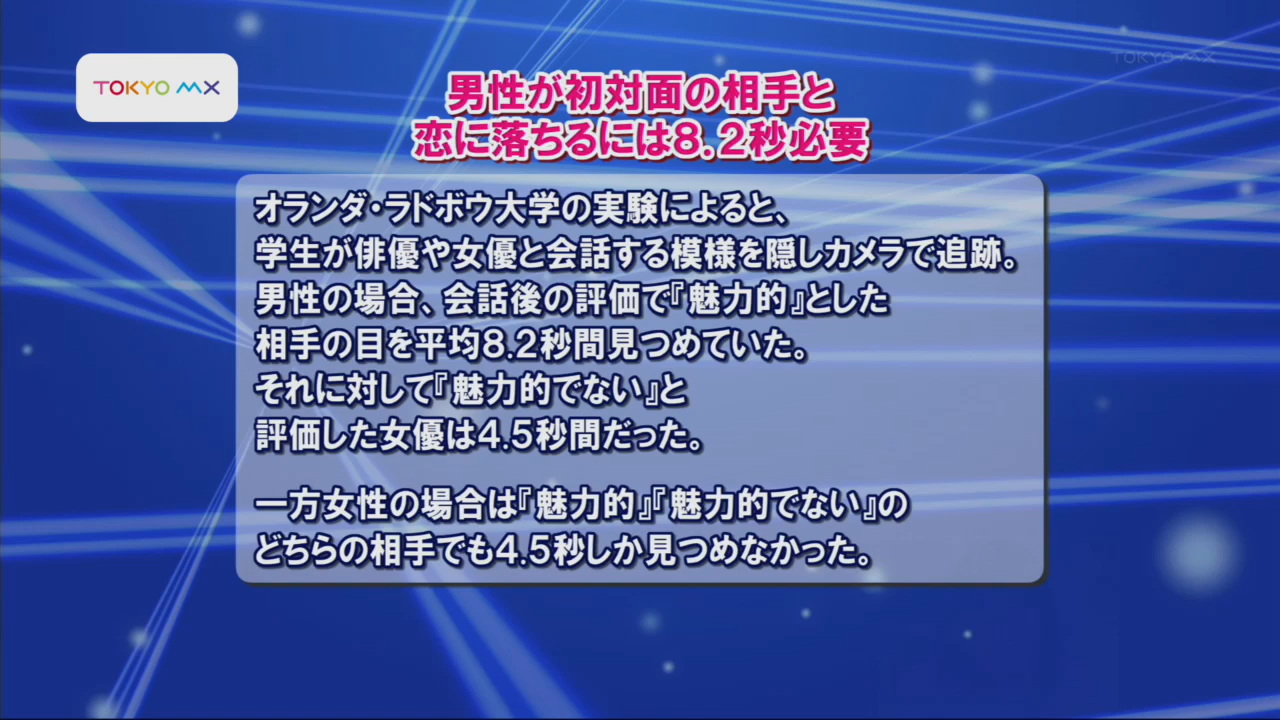 TOKYO MX
TOKYO MX
男性が初対面の相手と
恋に落ちるには8.2秒必要
オランダ・ラドボウ大学の実験によると、
学生が俳優や女優と会話する模様を隠しカメラで追跡。
男性の場合、会話後の評価で『魅力的』とした
相手の目を平均8.2秒間見つめていた。
それに対して『魅力的でない』と
評価した女優は4.5秒間だった。
一方女性の場合は『魅力的』『魅力的でない』の
どちらの相手でも4.5秒しか見つめなかった。